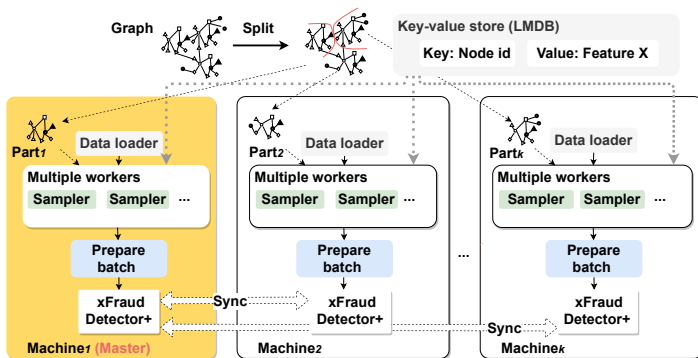 Graph
Split
Key-value store (LMDB)
Key: Node id
Value: Feature X
Part1
Data loader
Multiple workers
Sampler
Sampler
...
Prepare
batch
xFraud
Detector+
Machine1 (Master)
Part2
Data loader
Multiple workers
Sampler
Sampler
...
Prepare
batch
xFraud
Detector+
Machine2
...
Partk
Data loader
Multiple workers
Sampler
Sampler
...
Prepare
batch
xFraud
Detector+
Machinek
Sync
Sync